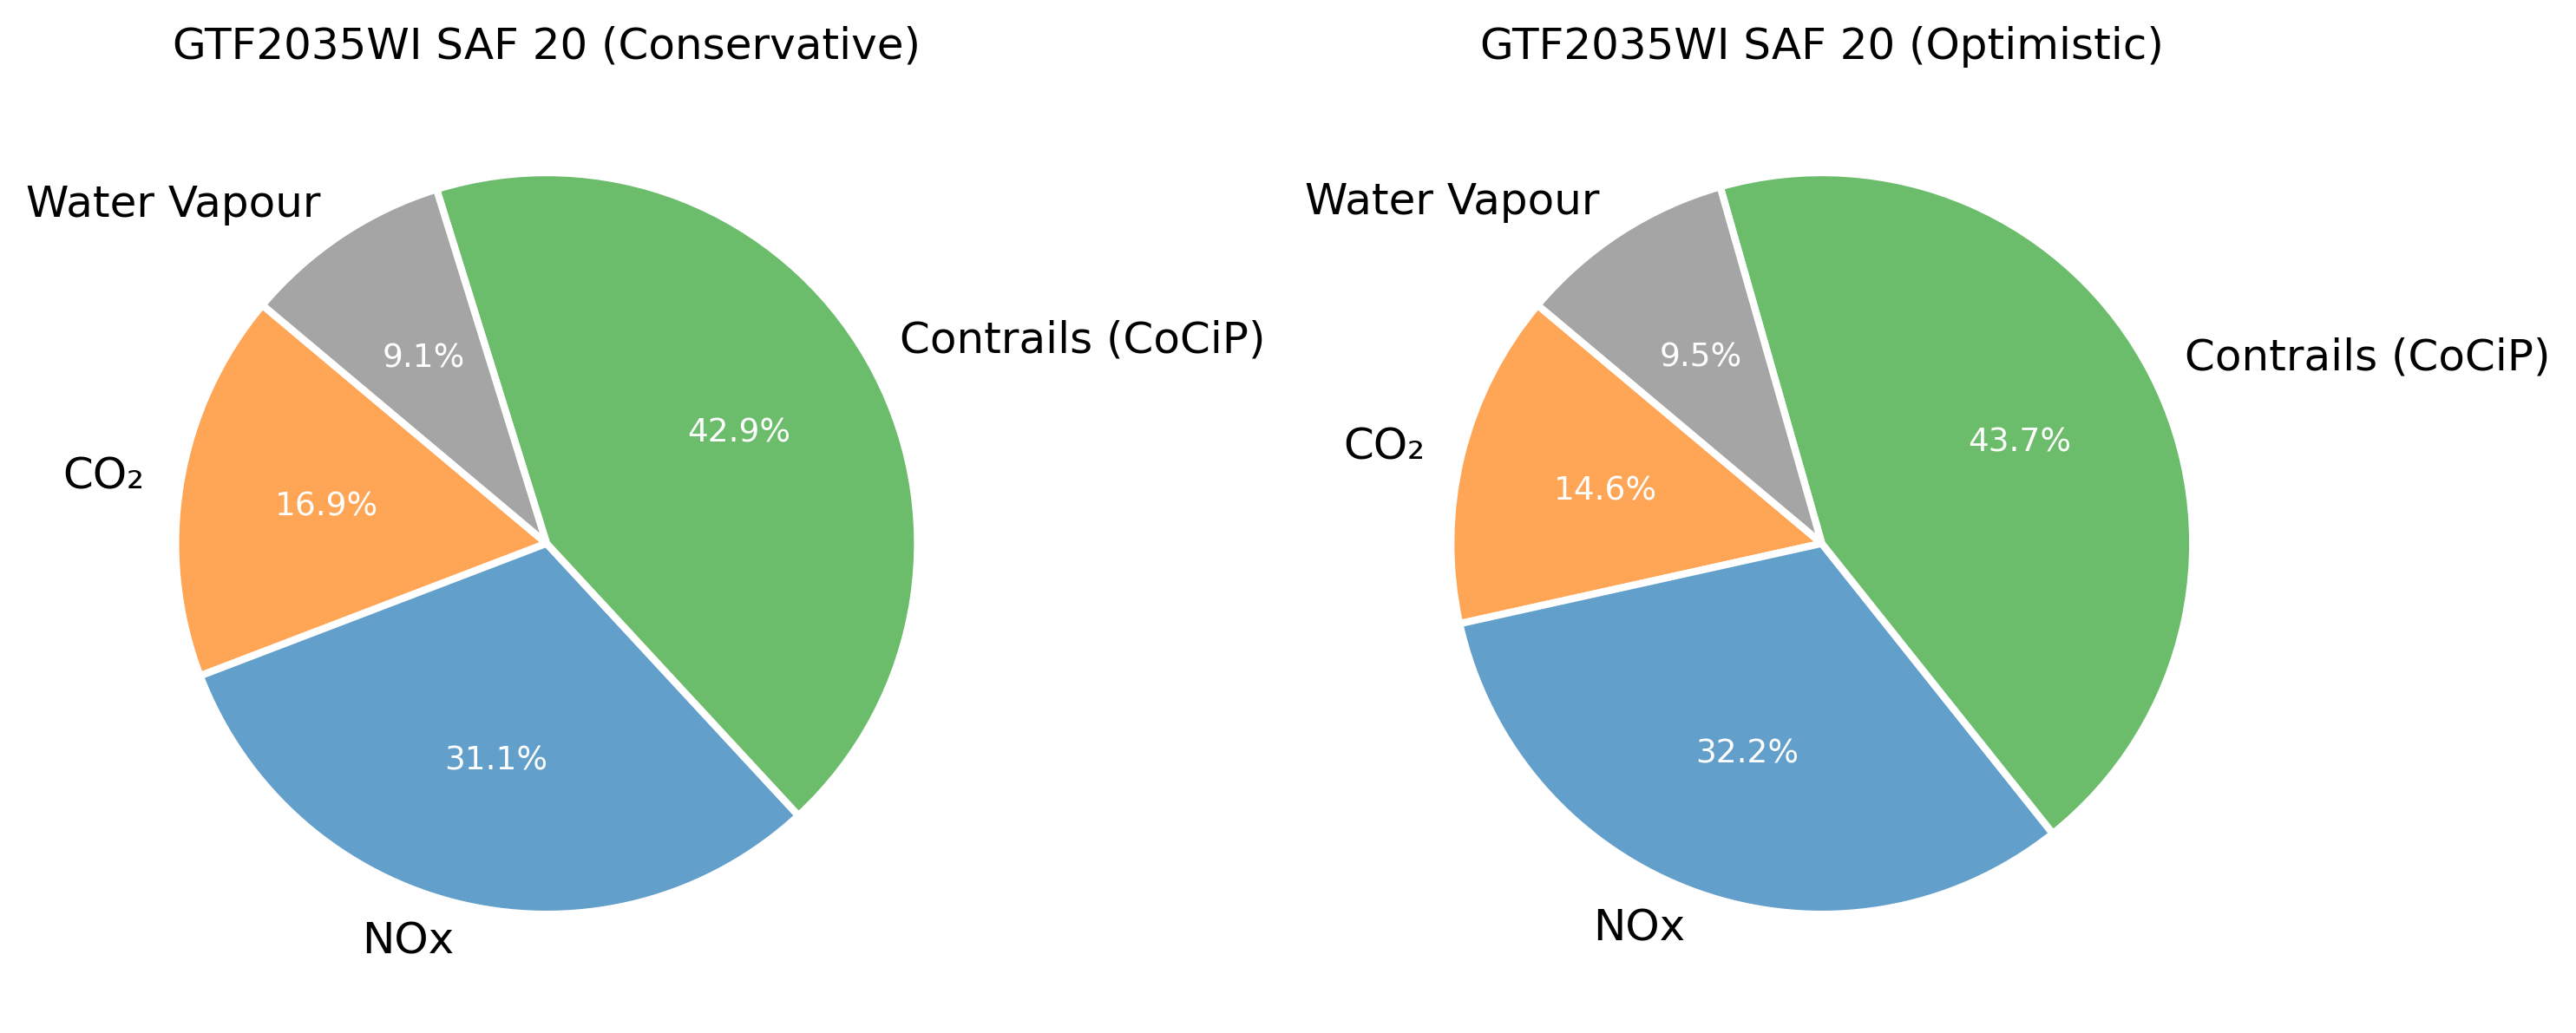 GTF2035WI SAF 20 (Conservative)
Water Vapour
9.1%
Contrails (CoCiP)
42.9%
CO₂
16.9%
31.1%
NOx
GTF2035WI SAF 20 (Optimistic)
Water Vapour
9.5%
Contrails (CoCiP)
43.7%
CO₂
14.6%
32.2%
NOx